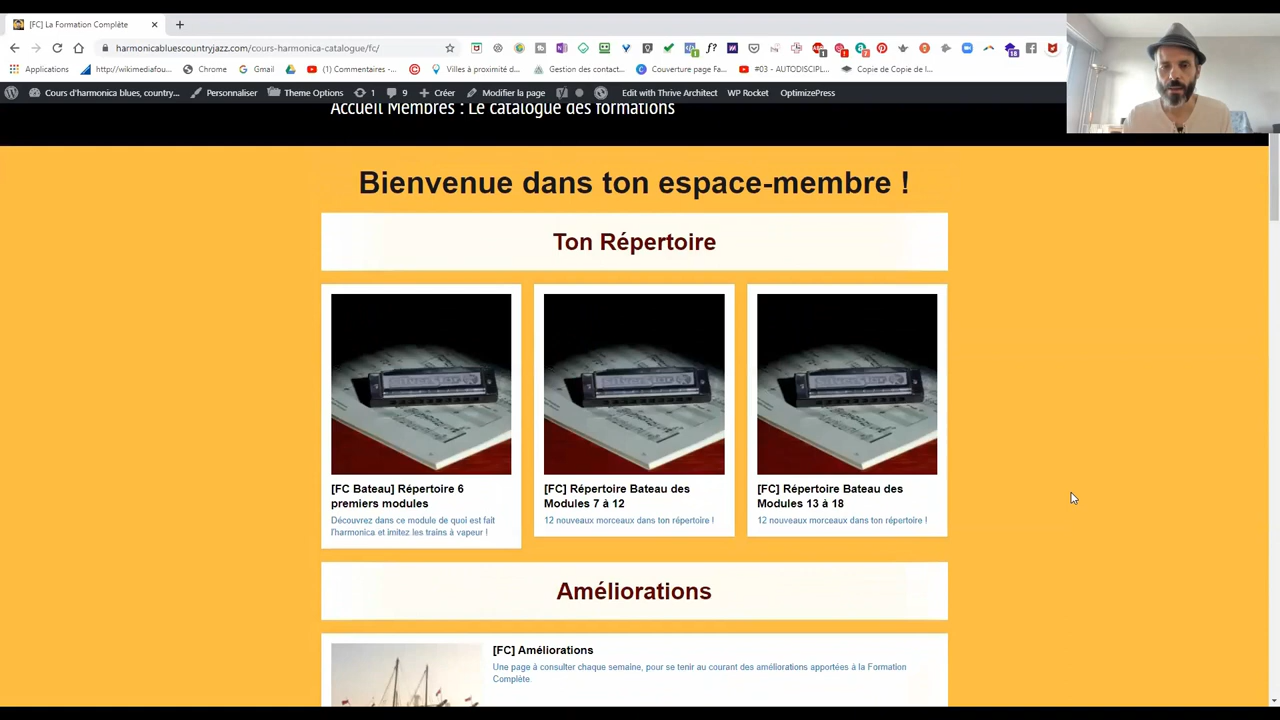 [FC] La Formation Complète
harmonicabluescountryjazz.com/cours-harmonica-catalogue/fc/
Applications
http://wikimediafou...
Chrome
Gmail
(1) Commentaires -...
Villes à proximité d...
Gestion des contact...
Couverture page Fa...
#03 - AUTODISCIPL...
Copie de Copie de l...
Cours d'harmonica blues, country...
Personnaliser
Theme Options
1
9
Créer
Modifier la page
Edit with Thrive Architect
WP Rocket
OptimizePress
Accueil Membres : Le catalogue des formations
Bienvenue dans ton espace-membre !
Ton Répertoire
[FC Bateau] Répertoire 6
premiers modules
Découvrez dans ce module de quoi est fait
l'harmonica et imitez les trains à vapeur !
[FC] Répertoire Bateau des
Modules 7 à 12
12 nouveaux morceaux dans ton répertoire !
[FC] Répertoire Bateau des
Modules 13 à 18
12 nouveaux morceaux dans ton répertoire !
Améliorations
[FC] Améliorations
Une page à consulter chaque semaine, pour se tenir au courant des améliorations apportées à la Formation
Complète.